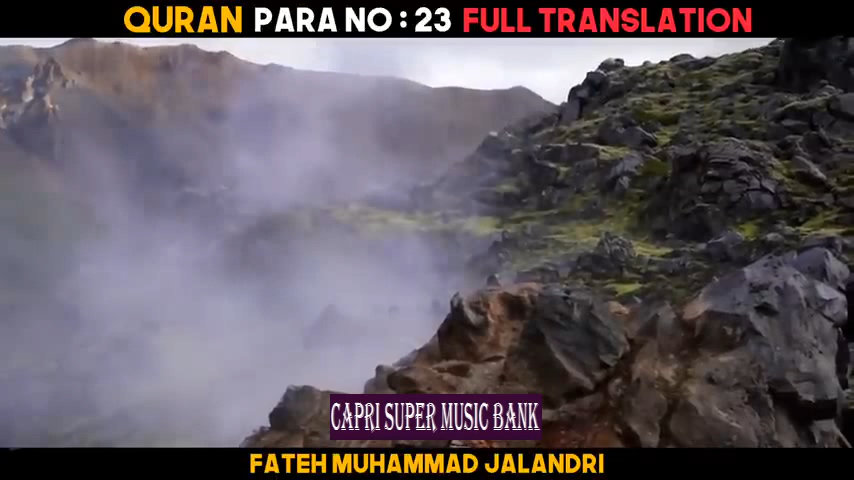 QURAN PARA NO : 23 FULL TRANSLATION
CAPRI SUPER MUSIC BANK
FATEH MUHAMMAD JALANDRI